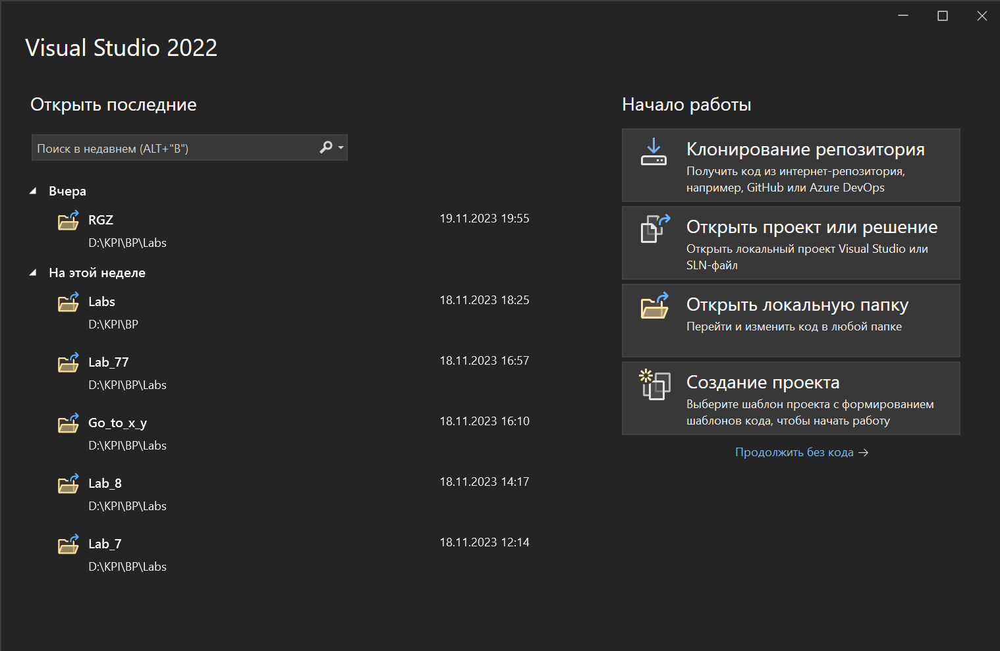 Visual Studio 2022
Открыть последние
Поиск в недавнем (ALT+"В")
Вчера
RGZ
19.11.2023 19:55
D:\KPI\BP\Labs
На этой неделе
Labs
18.11.2023 18:25
D:\KPI\BP
Lab_77
18.11.2023 16:57
D:\KPI\BP\Labs
Go_to_x_y
18.11.2023 16:10
D:\KPI\BP\Labs
Lab_8
18.11.2023 14:17
D:\KPI\BP\Labs
Lab_7
18.11.2023 12:14
D:\KPI\BP\Labs
Начало работы
Клонирование репозитория
Получить код из интернет-репозитория,
например, GitHub или Azure DevOps
Открыть проект или решение
Открыть локальный проект Visual Studio или
SLN-файл
Открыть локальную папку
Перейти и изменить код в любой папке
Создание проекта
Выберите шаблон проекта с формированием
шаблонов кода, чтобы начать работу
Продолжить без кода →